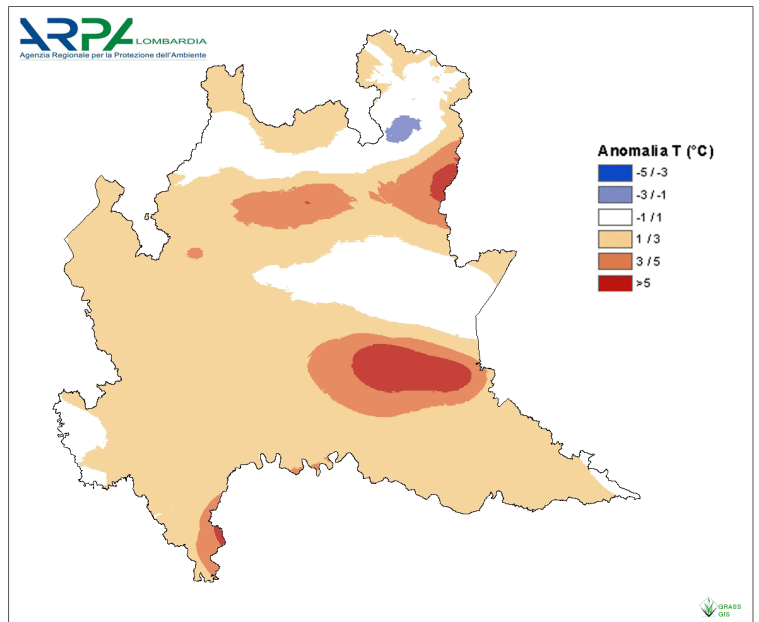 ARPA LOMBARDIA
Agenzia Regionale per la Protezione dell'Ambiente
Anomalia T (°C)
-5 / -3
-3 / -1
-1 / 1
1 / 3
3 / 5
>5
GRASS
GIS